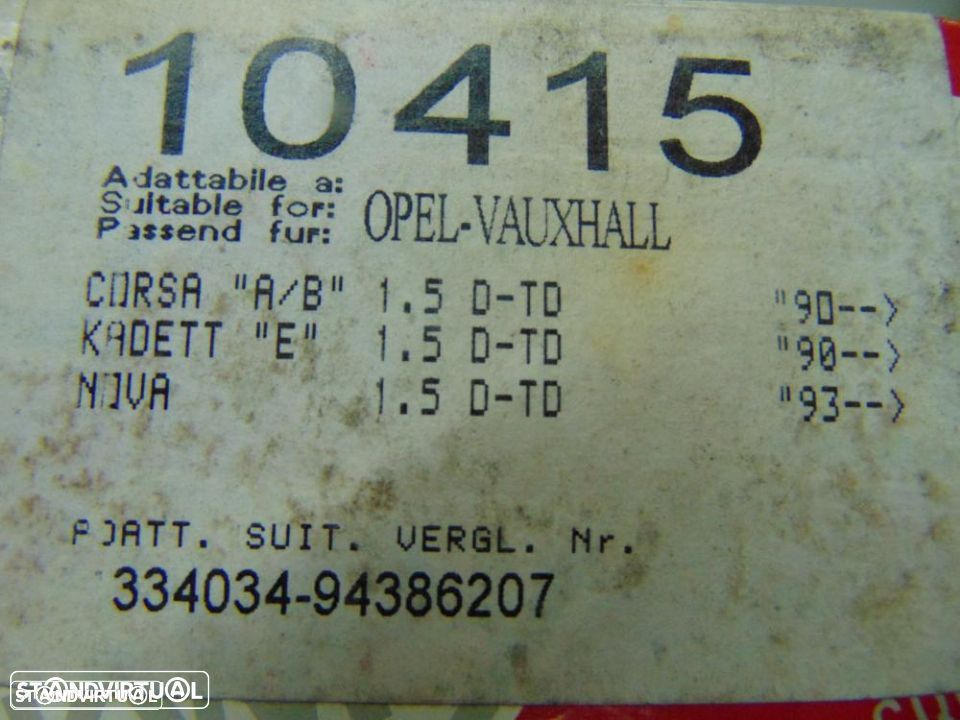 10415
Adattabile a:
Suitable for:
Passend fur:
OPEL-VAUXHALL
CORSA "A/B" 1.5 D-TD "90-->
KADETT "E" 1.5 D-TD "90-->
NOVA 1.5 D-TD "93-->
ADATT. SUIT. VERGL. Nr.
334034-94386207
STANDVIRTUAL
STANDVIRTUAL